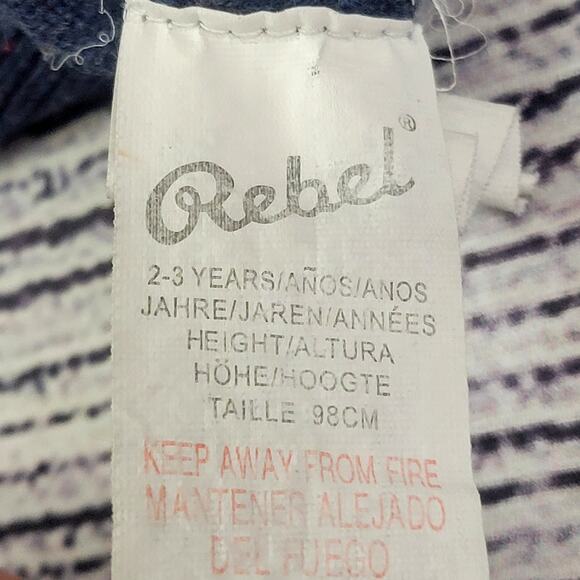 Rebel®
2-3 YEARS/AÑOS/ANOS
JAHRE/JAREN/ANNÉES
HEIGHT/ALTURA
HÖHE/HOOGTE
TAILLE 98CM
KEEP AWAY FROM FIRE
MANTENER ALEJADO
DEL FUEGO